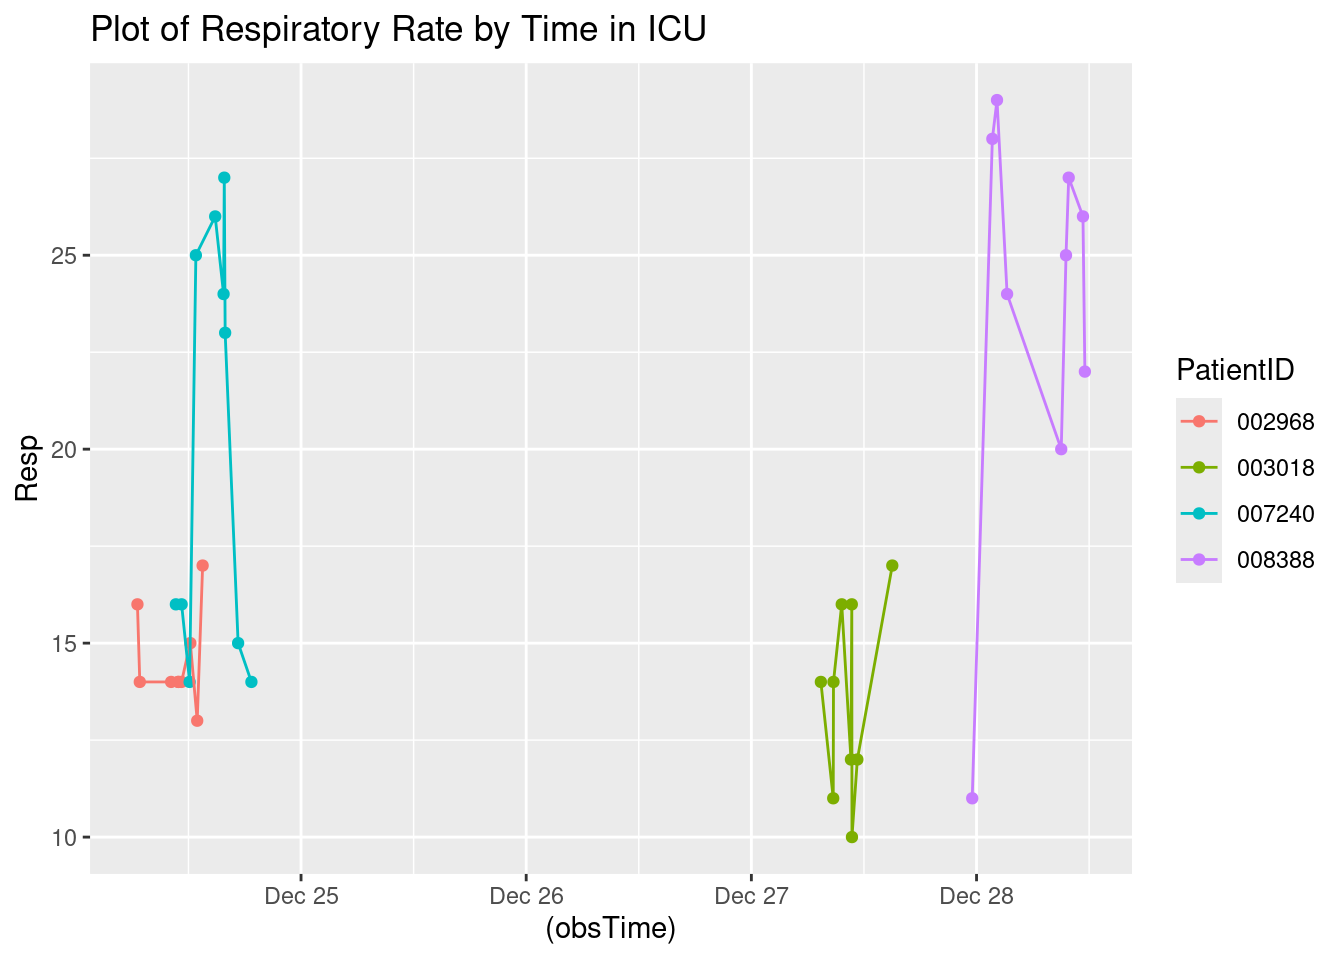 Plot of Respiratory Rate by Time in ICU
Resp
25
20
15
10
Dec 25 Dec 26 Dec 27 Dec 28
(obsTime)
PatientID
002968
003018
007240
008388